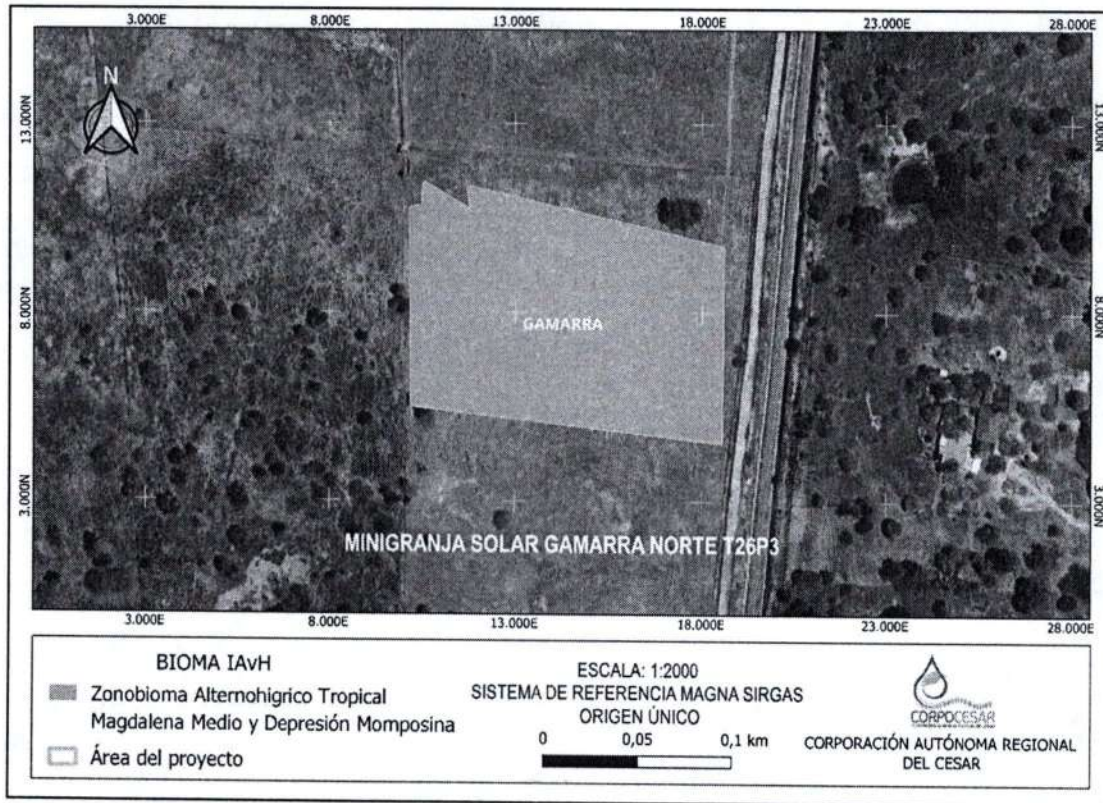 3.000E 8.000E 13.000E 18.000E 23.000E 28.000E
N
13.000N 13.000N
8.000N 8.000N
GAMARRA
3.000N 3.000N
MINIGRANJA SOLAR GAMARRA NORTE T26P3
3.000E 8.000E 13.000E 18.000E 23.000E 28.000E
BIOMA IAvH
Zonobioma Alternohigrico Tropical
Magdalena Medio y Depresión Momposina
Área del proyecto
ESCALA: 1:2000
SISTEMA DE REFERENCIA MAGNA SIRGAS
ORIGEN ÚNICO
0 0,05 0,1 km
CORPOCESAR
CORPORACIÓN AUTÓNOMA REGIONAL
DEL CESAR